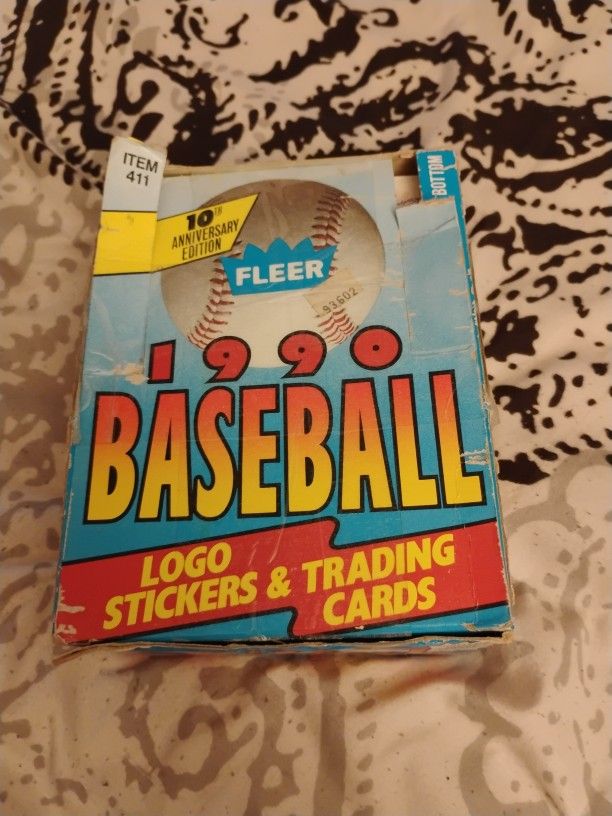 ITEM
411
BOTTOM
10TH
ANNIVERSARY
EDITION
FLEER
93602
1990
BASEBALL
LOGO
STICKERS & TRADING
CARDS